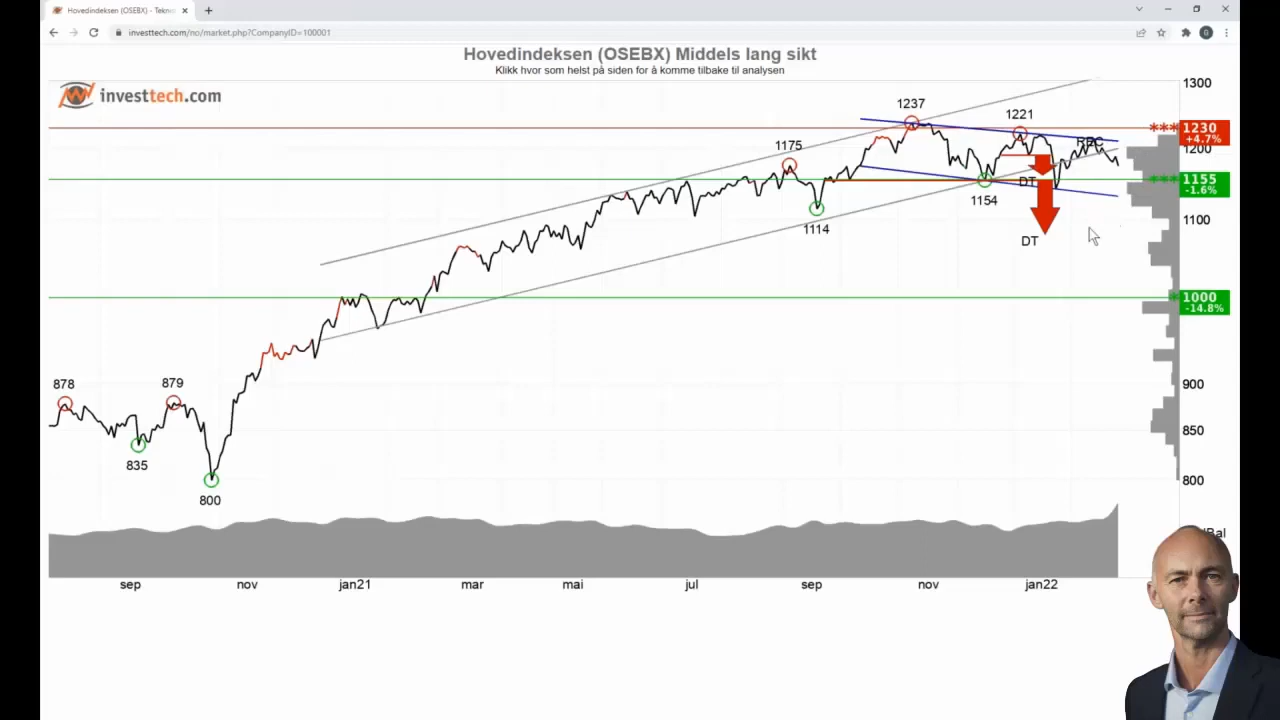 Hovedindeksen (OSEBX) - Teknis
investtech.com/no/market.php?CompanyID=100001
G
Hovedindeksen (OSEBX) Middels lang sikt
Klikk hvor som helst på siden for å komme tilbake til analysen
investtech.com
1300
1237
1221
*** 1230
+4.7%
1200
REC
1175
*** 1155
-1.6%
DT
1154
1114
1100
DT
* 1000
-14.8%
878
879
900
835
850
800
800
Bal
sep
nov
jan21
mar
mai
jul
sep
nov
jan22